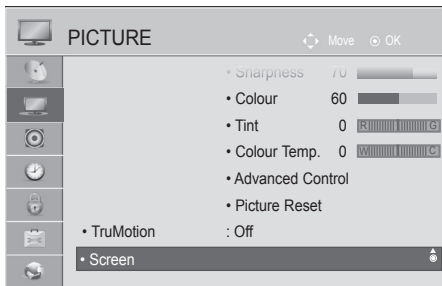 PICTURE Move OK
• Sharpness 70
• Colour 60
• Tint 0 R G
• Colour Temp. 0 W C
• Advanced Control
• Picture Reset
• TruMotion : Off
• Screen